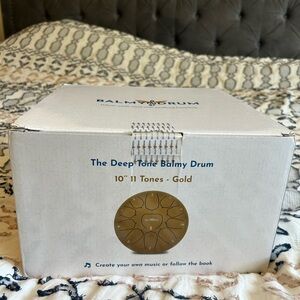 BALMY DRUM
The Deep Tone Balmy Drum
10" 11 Tones - Gold
Create your own music or follow the book